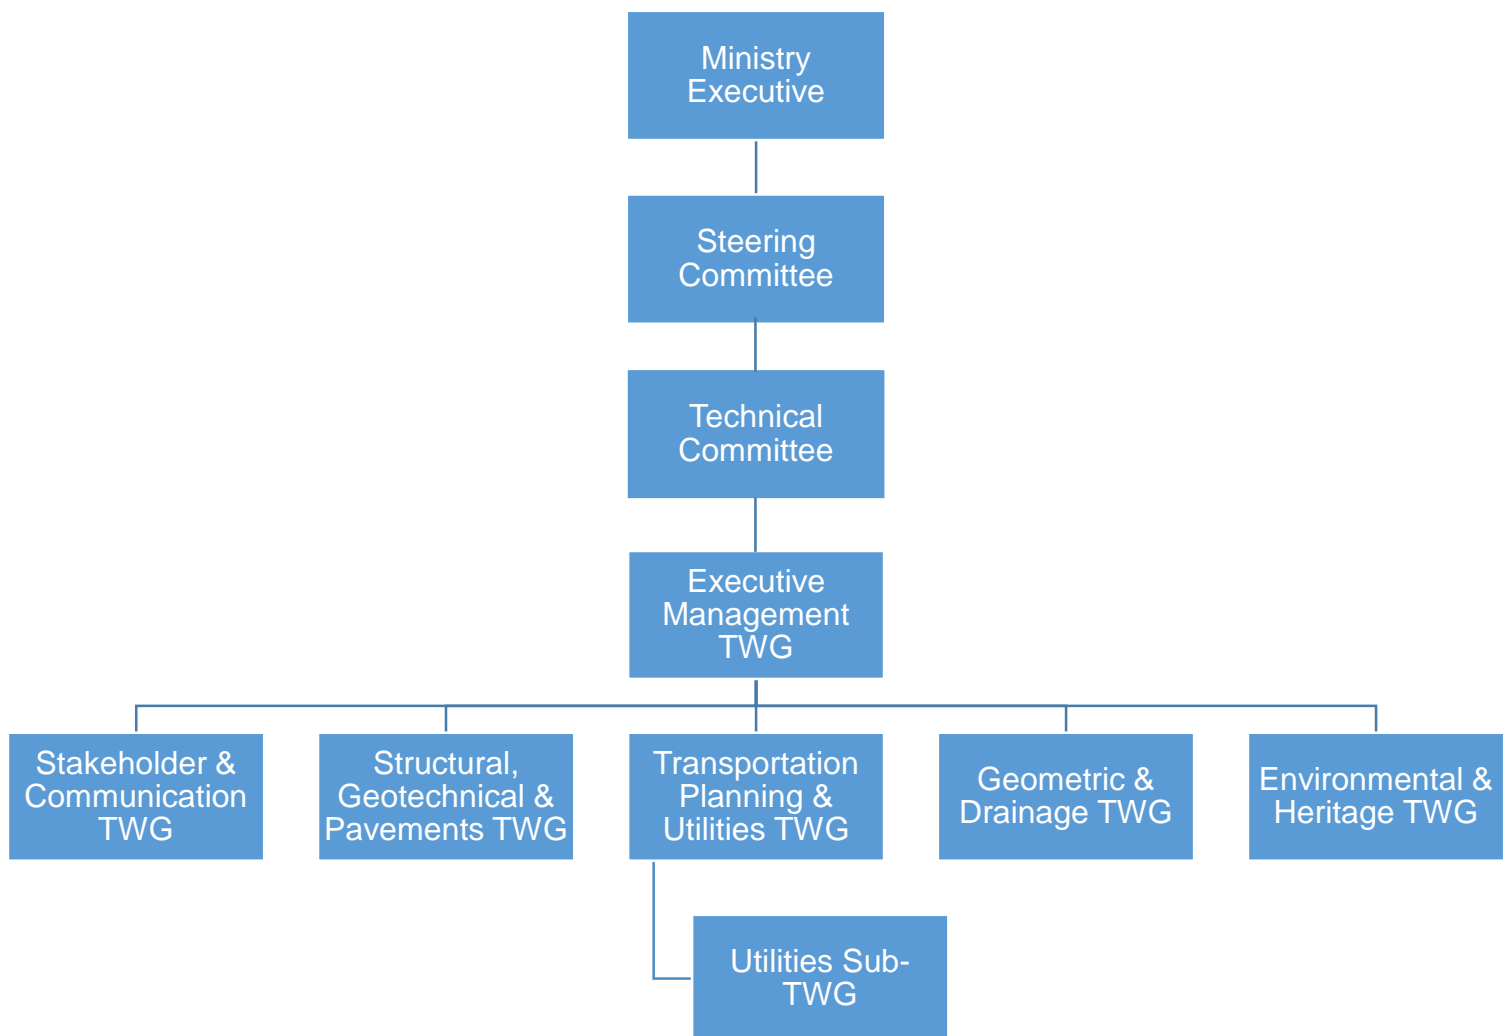 Ministry
Executive
Steering
Committee
Technical
Committee
Executive
Management
TWG
Stakeholder &
Communication
TWG
Structural,
Geotechnical &
Pavements TWG
Transportation
Planning &
Utilities TWG
Geometric &
Drainage TWG
Environmental &
Heritage TWG
Utilities Sub-
TWG